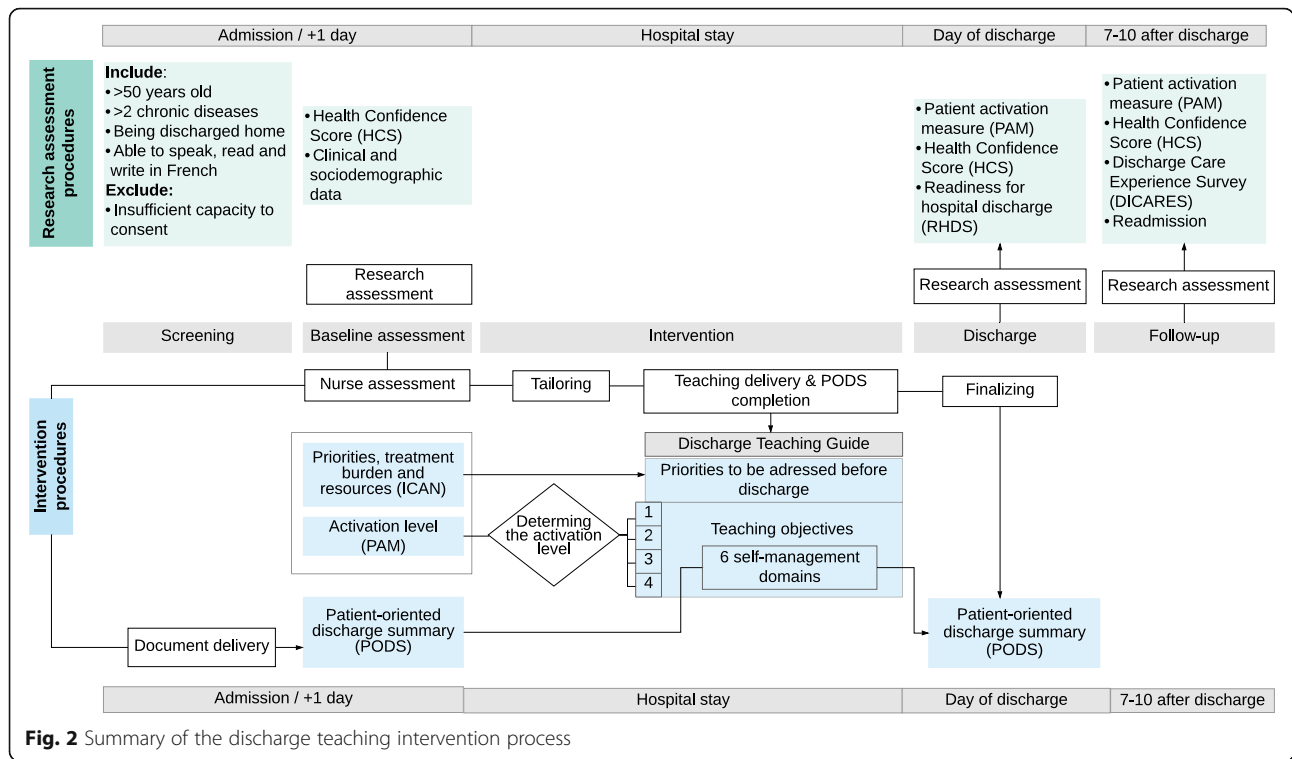 Admission / +1 day
Hospital stay
Day of discharge
7-10 after discharge
Research assessment
procedures
Include:
•>50 years old
•>2 chronic diseases
•Being discharged home
•Able to speak, read and
write in French
Exclude:
•Insufficient capacity to
consent
•Health Confidence
Score (HCS)
•Clinical and
sociodemographic
data
•Patient activation
measure (PAM)
•Health Confidence
Score (HCS)
•Readiness for
hospital discharge
(RHDS)
•Patient activation
measure (PAM)
•Health Confidence
Score (HCS)
•Discharge Care
Experience Survey
(DICARES)
•Readmission
Research
assessment
Research assessment
Research assessment
Screening
Baseline assessment
Intervention
Discharge
Follow-up
Intervention
procedures
Nurse assessment
Tailoring
Teaching delivery & PODS
completion
Finalizing
Discharge Teaching Guide
Priorities, treatment
burden and
resources (ICAN)
Priorities to be adressed before
discharge
Activation level
(PAM)
Determing
the activation
level
1
2
3
4
Teaching objectives
6 self-management
domains
Document delivery
Patient-oriented
discharge summary
(PODS)
Patient-oriented
discharge summary
(PODS)
Admission / +1 day
Hospital stay
Day of discharge
7-10 after discharge
Fig. 2 Summary of the discharge teaching intervention process